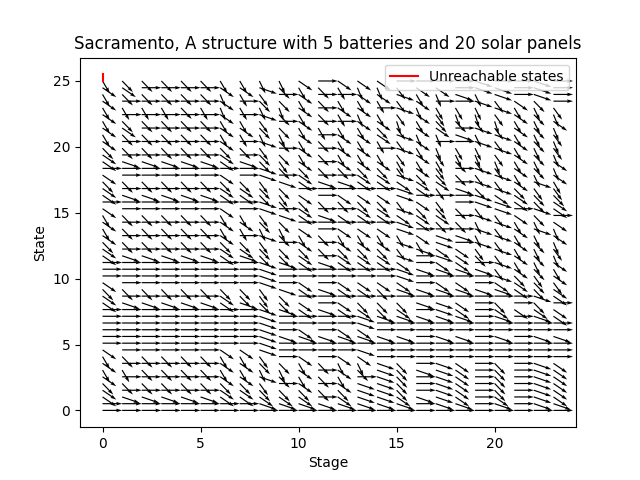 Sacramento, A structure with 5 batteries and 20 solar panels
Unreachable states
25
20
15
10
5
0
State
0 5 10 15 20
Stage